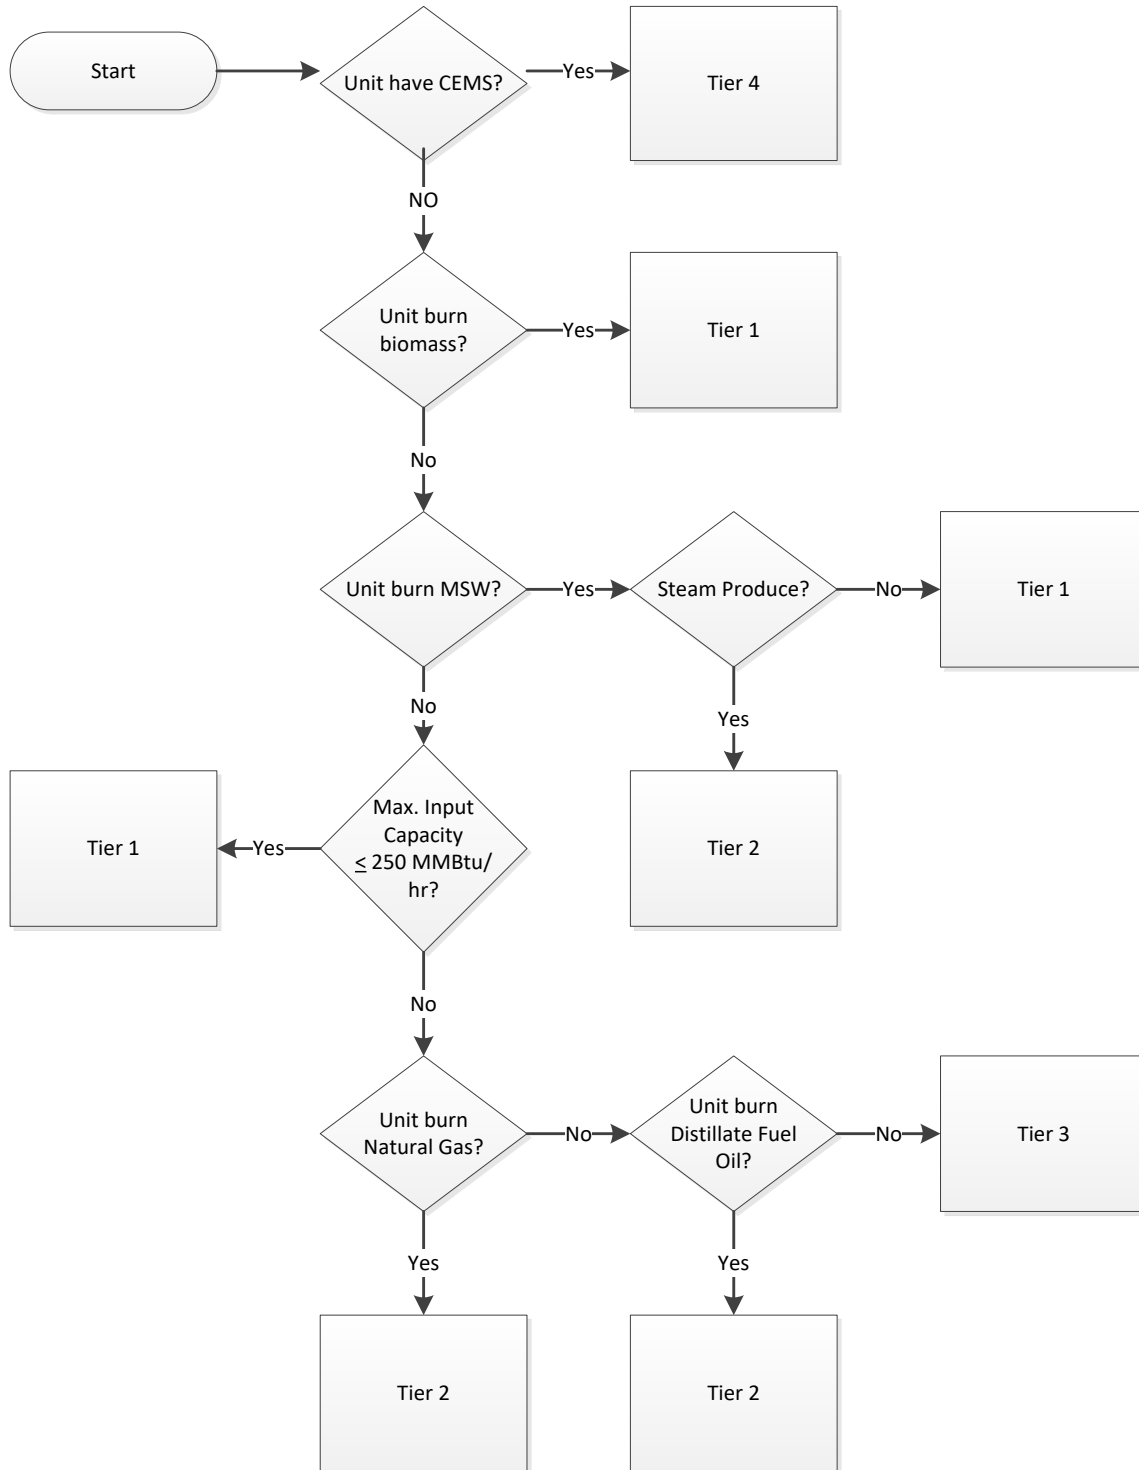 Start
Unit have CEMS?
Yes
Tier 4
NO
Unit burn
biomass?
Yes
Tier 1
No
Unit burn MSW?
Yes
Steam Produce?
No
Tier 1
No
Yes
Max. Input
Capacity
≤ 250 MMBtu/
hr?
Yes
Tier 1
Tier 2
No
Unit burn
Natural Gas?
No
Unit burn
Distillate Fuel
Oil?
No
Tier 3
Yes
Yes
Tier 2
Tier 2